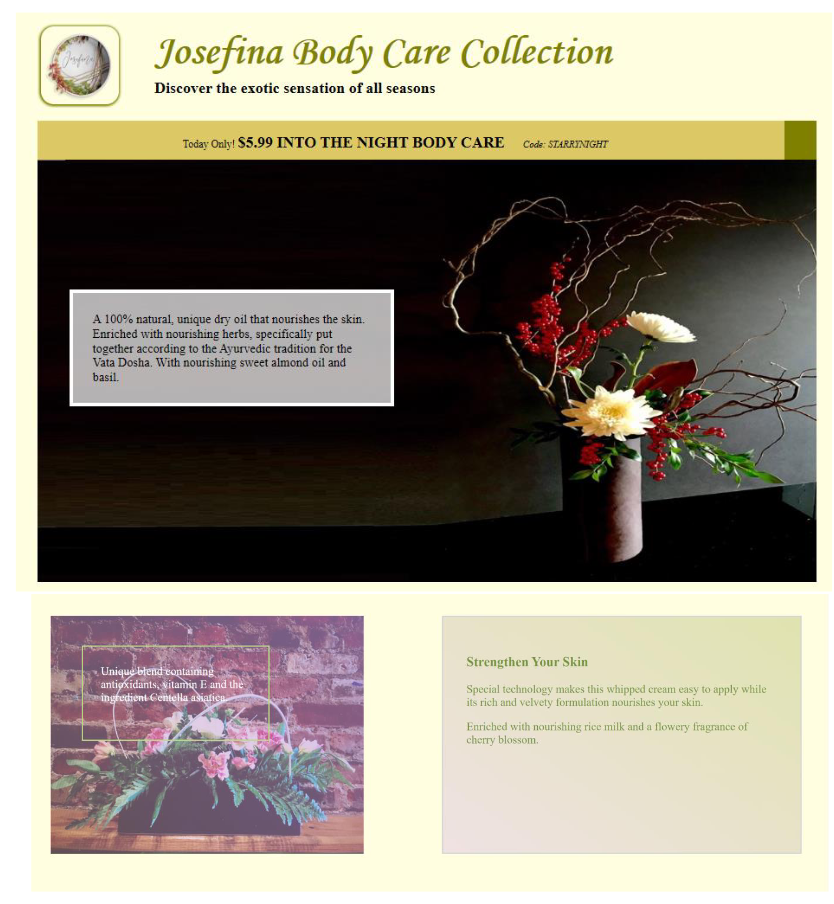 Josefina
Josefina Body Care Collection
Discover the exotic sensation of all seasons
Today Only! $5.99 INTO THE NIGHT BODY CARE Code: STARRYNIGHT
A 100% natural, unique dry oil that nourishes the skin.
Enriched with nourishing herbs, specifically put
together according to the Ayurvedic tradition for the
Vata Dosha. With nourishing sweet almond oil and
basil.
Unique blend containing
antioxidants, vitamin E and the
ingredient Centella asiatica.
Strengthen Your Skin
Special technology makes this whipped cream easy to apply while
its rich and velvety formulation nourishes your skin.
Enriched with nourishing rice milk and a flowery fragrance of
cherry blossom.